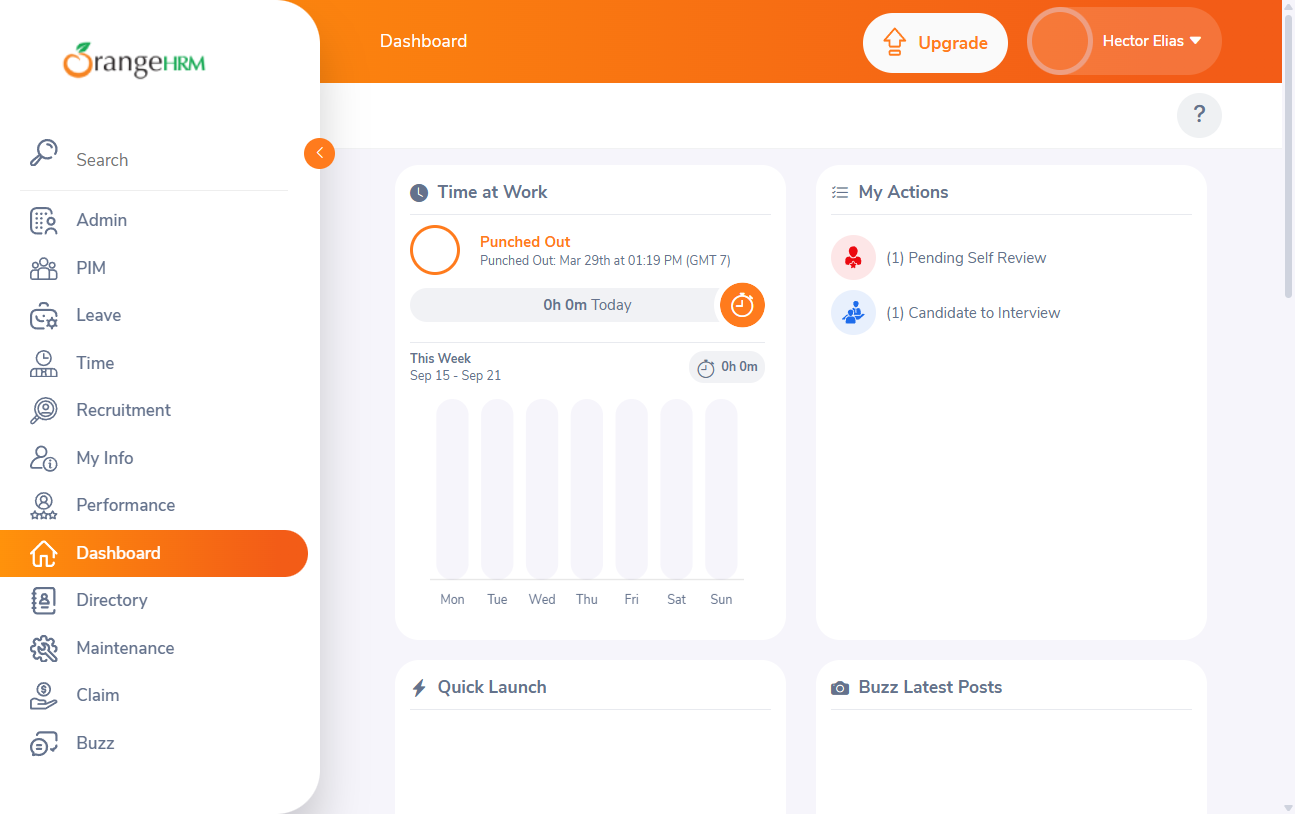 OrangeHRM
Search
Admin
PIM
Leave
Time
Recruitment
My Info
Performance
Dashboard
Directory
Maintenance
Claim
Buzz
Dashboard
Upgrade
Hector Elias
?
Time at Work
Punched Out
Punched Out: Mar 29th at 01:19 PM (GMT 7)
0h 0m Today
This Week
Sep 15 - Sep 21
0h 0m
Mon Tue Wed Thu Fri Sat Sun
My Actions
(1) Pending Self Review
(1) Candidate to Interview
Quick Launch
Buzz Latest Posts